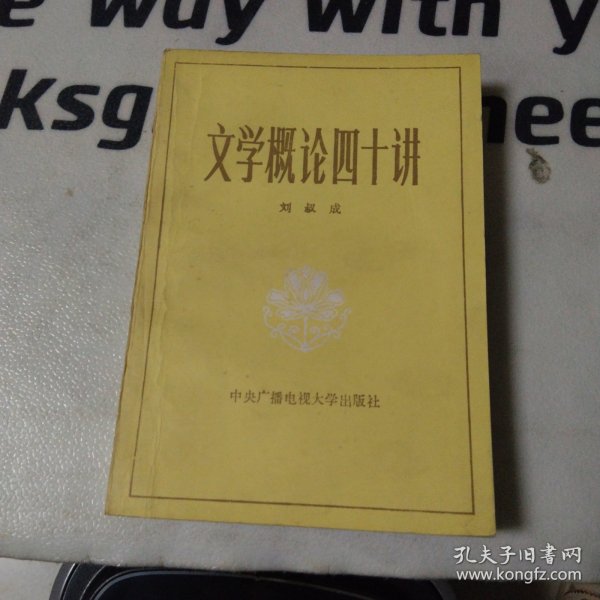 e way with y
ksg
nee
文学概论四十讲
刘叔成
中央广播电视大学出版社
孔夫子旧书网
www.kongfz.com